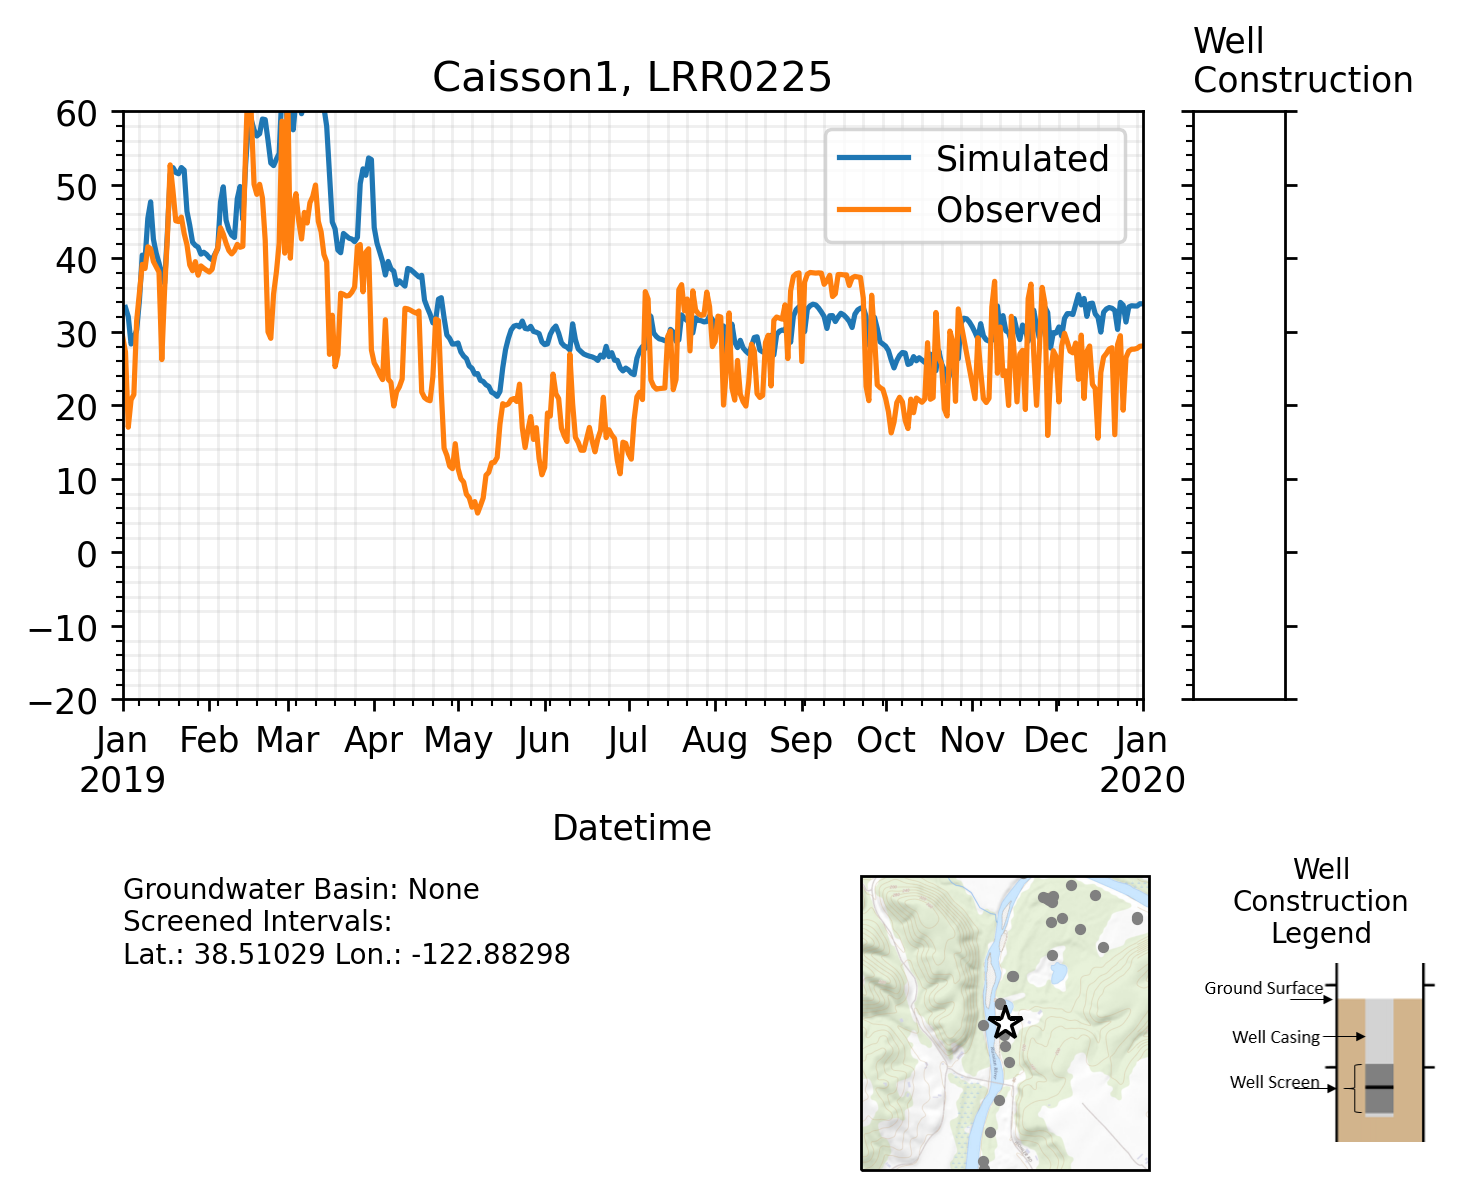 Well
Construction
Caisson1, LRR0225
60
50
40
30
20
10
0
−10
−20
Simulated
Observed
Jan Feb Mar Apr May Jun Jul Aug Sep Oct Nov Dec Jan
2019 2020
Datetime
Groundwater Basin: None
Screened Intervals:
Lat.: 38.51029 Lon.: -122.88298
Well
Construction
Legend
Ground Surface
Well Casing
Well Screen